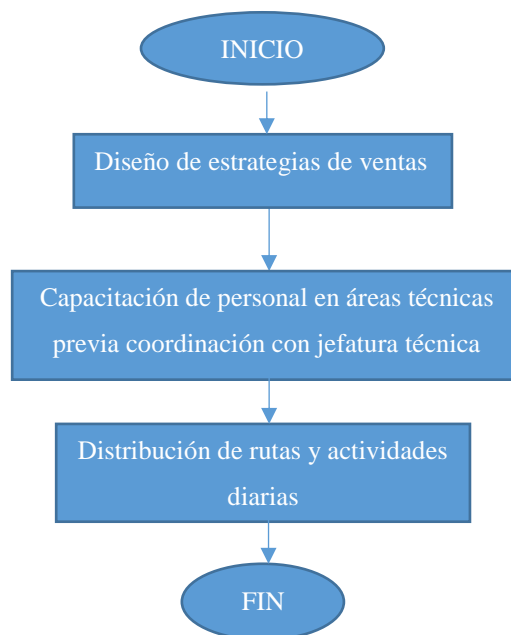 INICIO
Diseño de estrategias de ventas
Capacitación de personal en áreas técnicas
previa coordinación con jefatura técnica
Distribución de rutas y actividades
diarias
FIN